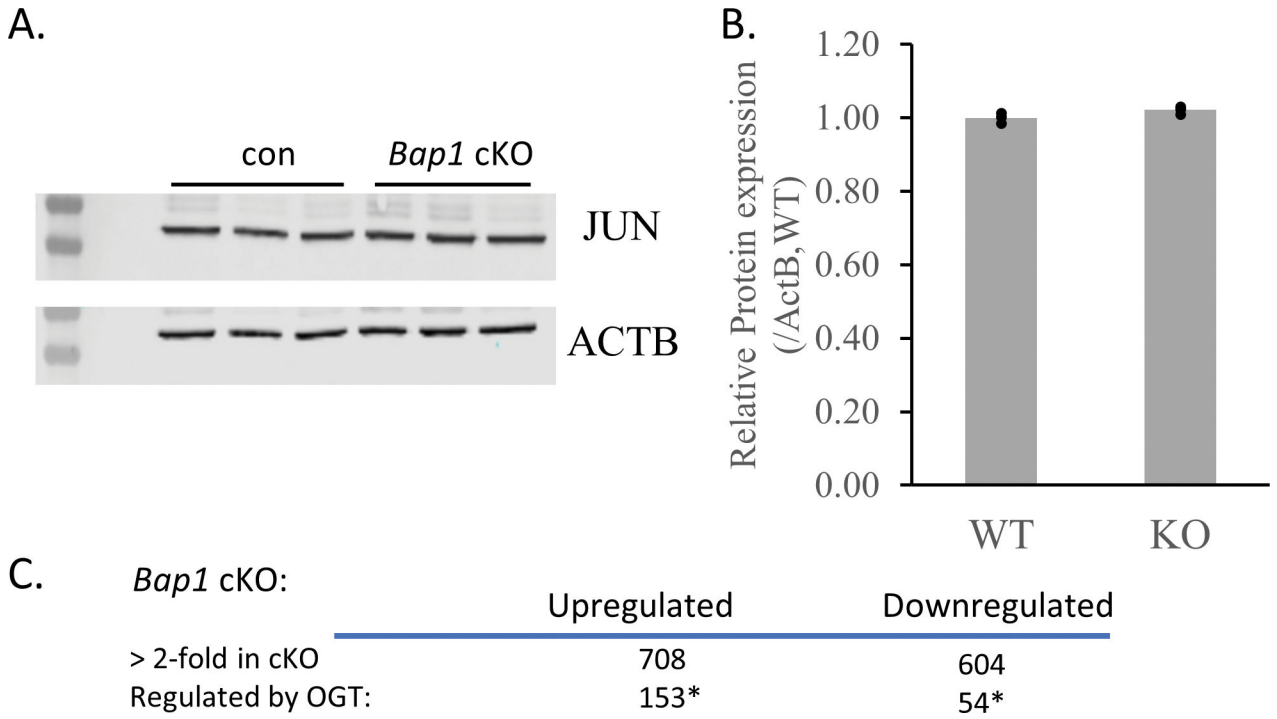 A.
con
Bap1 cKO
JUN
ACTB
B.
Relative Protein expression
(/ActB,WT)
1.20
1.00
0.80
0.60
0.40
0.20
0.00
WT
KO
C.
Bap1 cKO:
Upregulated
Downregulated
> 2-fold in cKO
708
604
Regulated by OGT:
153*
54*